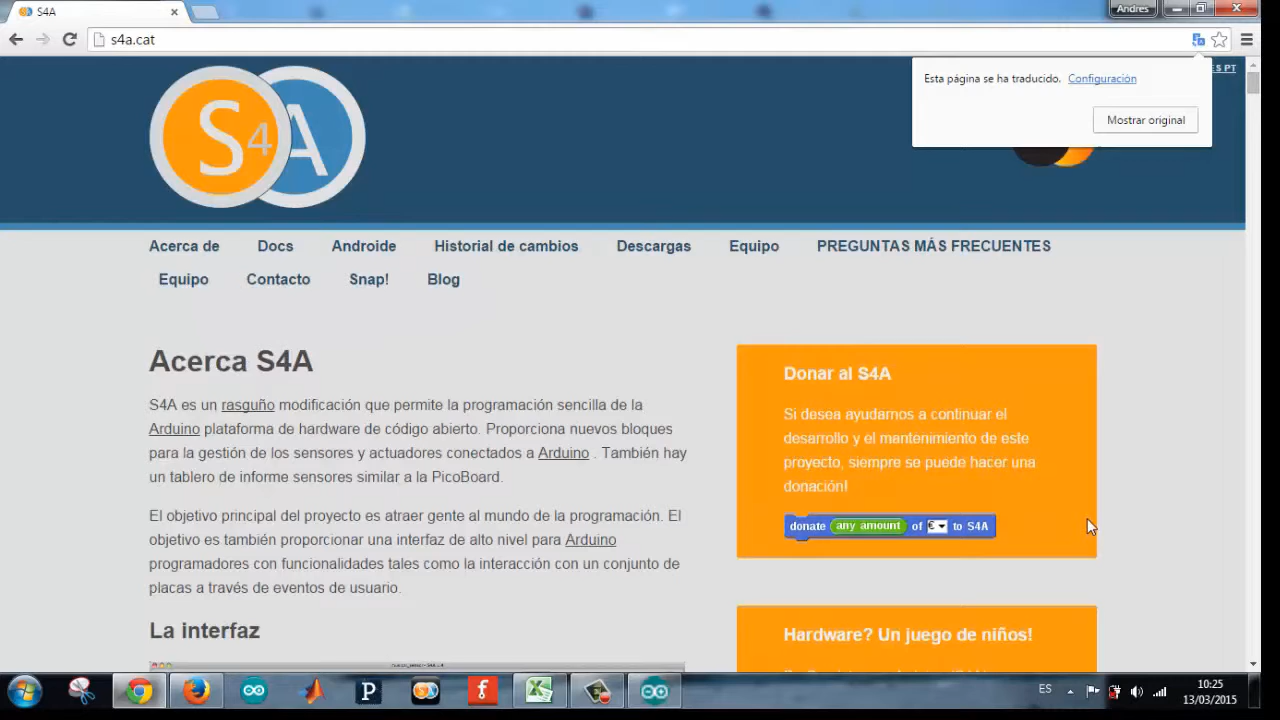 S4A
Andres
s4a.cat
Esta página se ha traducido. Configuración
ES PT
Mostrar original
S4A
Acerca de Docs Androide Historial de cambios Descargas Equipo PREGUNTAS MÁS FRECUENTES
Equipo Contacto Snap! Blog
Acerca S4A
S4A es un rasguño modificación que permite la programación sencilla de la
Arduino plataforma de hardware de código abierto. Proporciona nuevos bloques
para la gestión de los sensores y actuadores conectados a Arduino . También hay
un tablero de informe sensores similar a la PicoBoard.
El objetivo principal del proyecto es atraer gente al mundo de la programación. El
objetivo es también proporcionar una interfaz de alto nivel para Arduino
programadores con funcionalidades tales como la interacción con un conjunto de
placas a través de eventos de usuario.
La interfaz
Donar al S4A
Si desea ayudarnos a continuar el
desarrollo y el mantenimiento de este
proyecto, siempre se puede hacer una
donación!
donate any amount of € to S4A
Hardware? Un juego de niños!
ES
10:25
13/03/2015